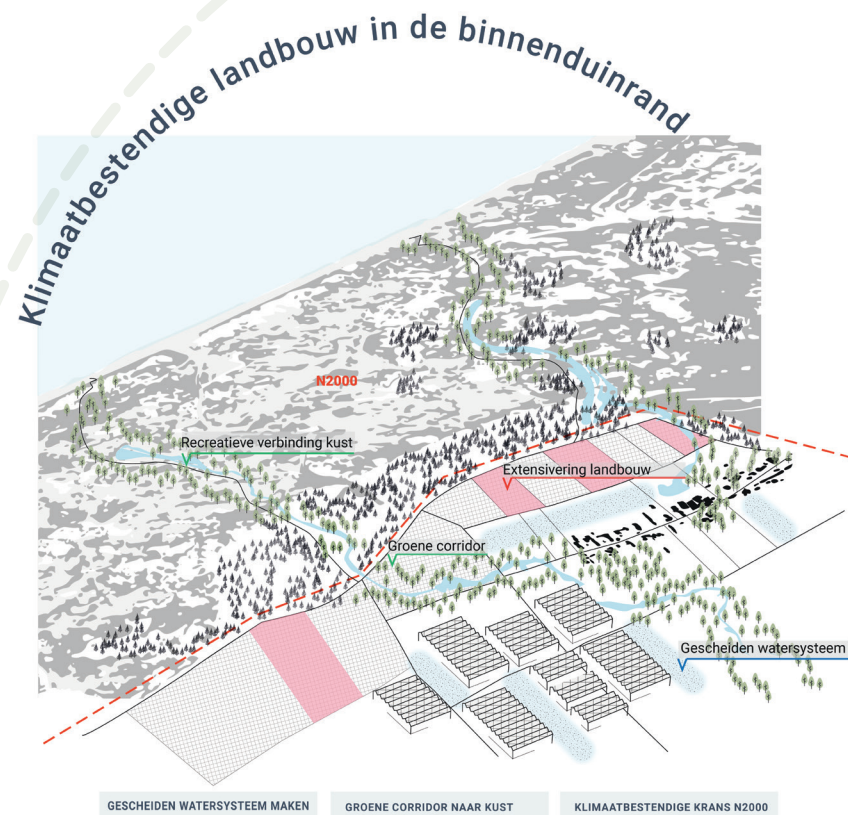 Klimaatbestendige landbouw in de binnenduinrand
N2000
Recreatieve verbinding kust
Extensivering landbouw
Groene corridor
Gescheiden watersysteem
GESCHEIDEN WATERSYSTEEM MAKEN
GROENE CORRIDOR NAAR KUST
KLIMAATBESTENDIGE KRANS N2000